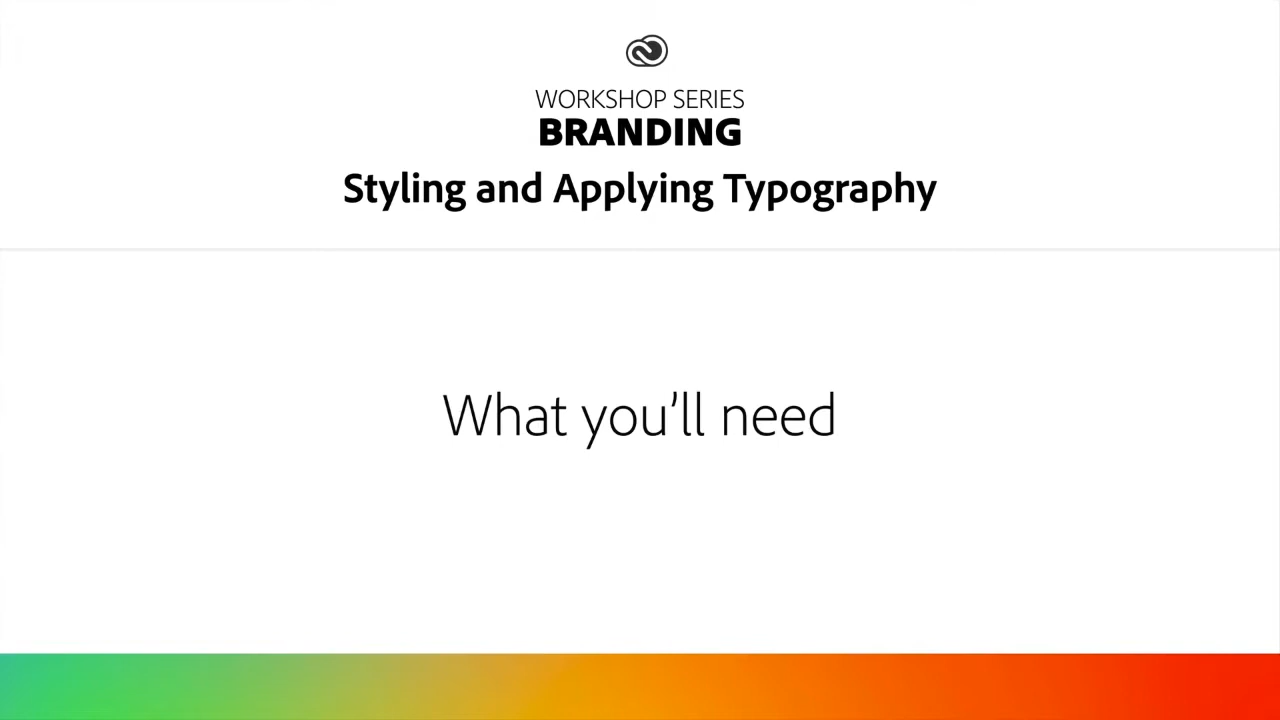 WORKSHOP SERIES
BRANDING
Styling and Applying Typography
What you’ll need